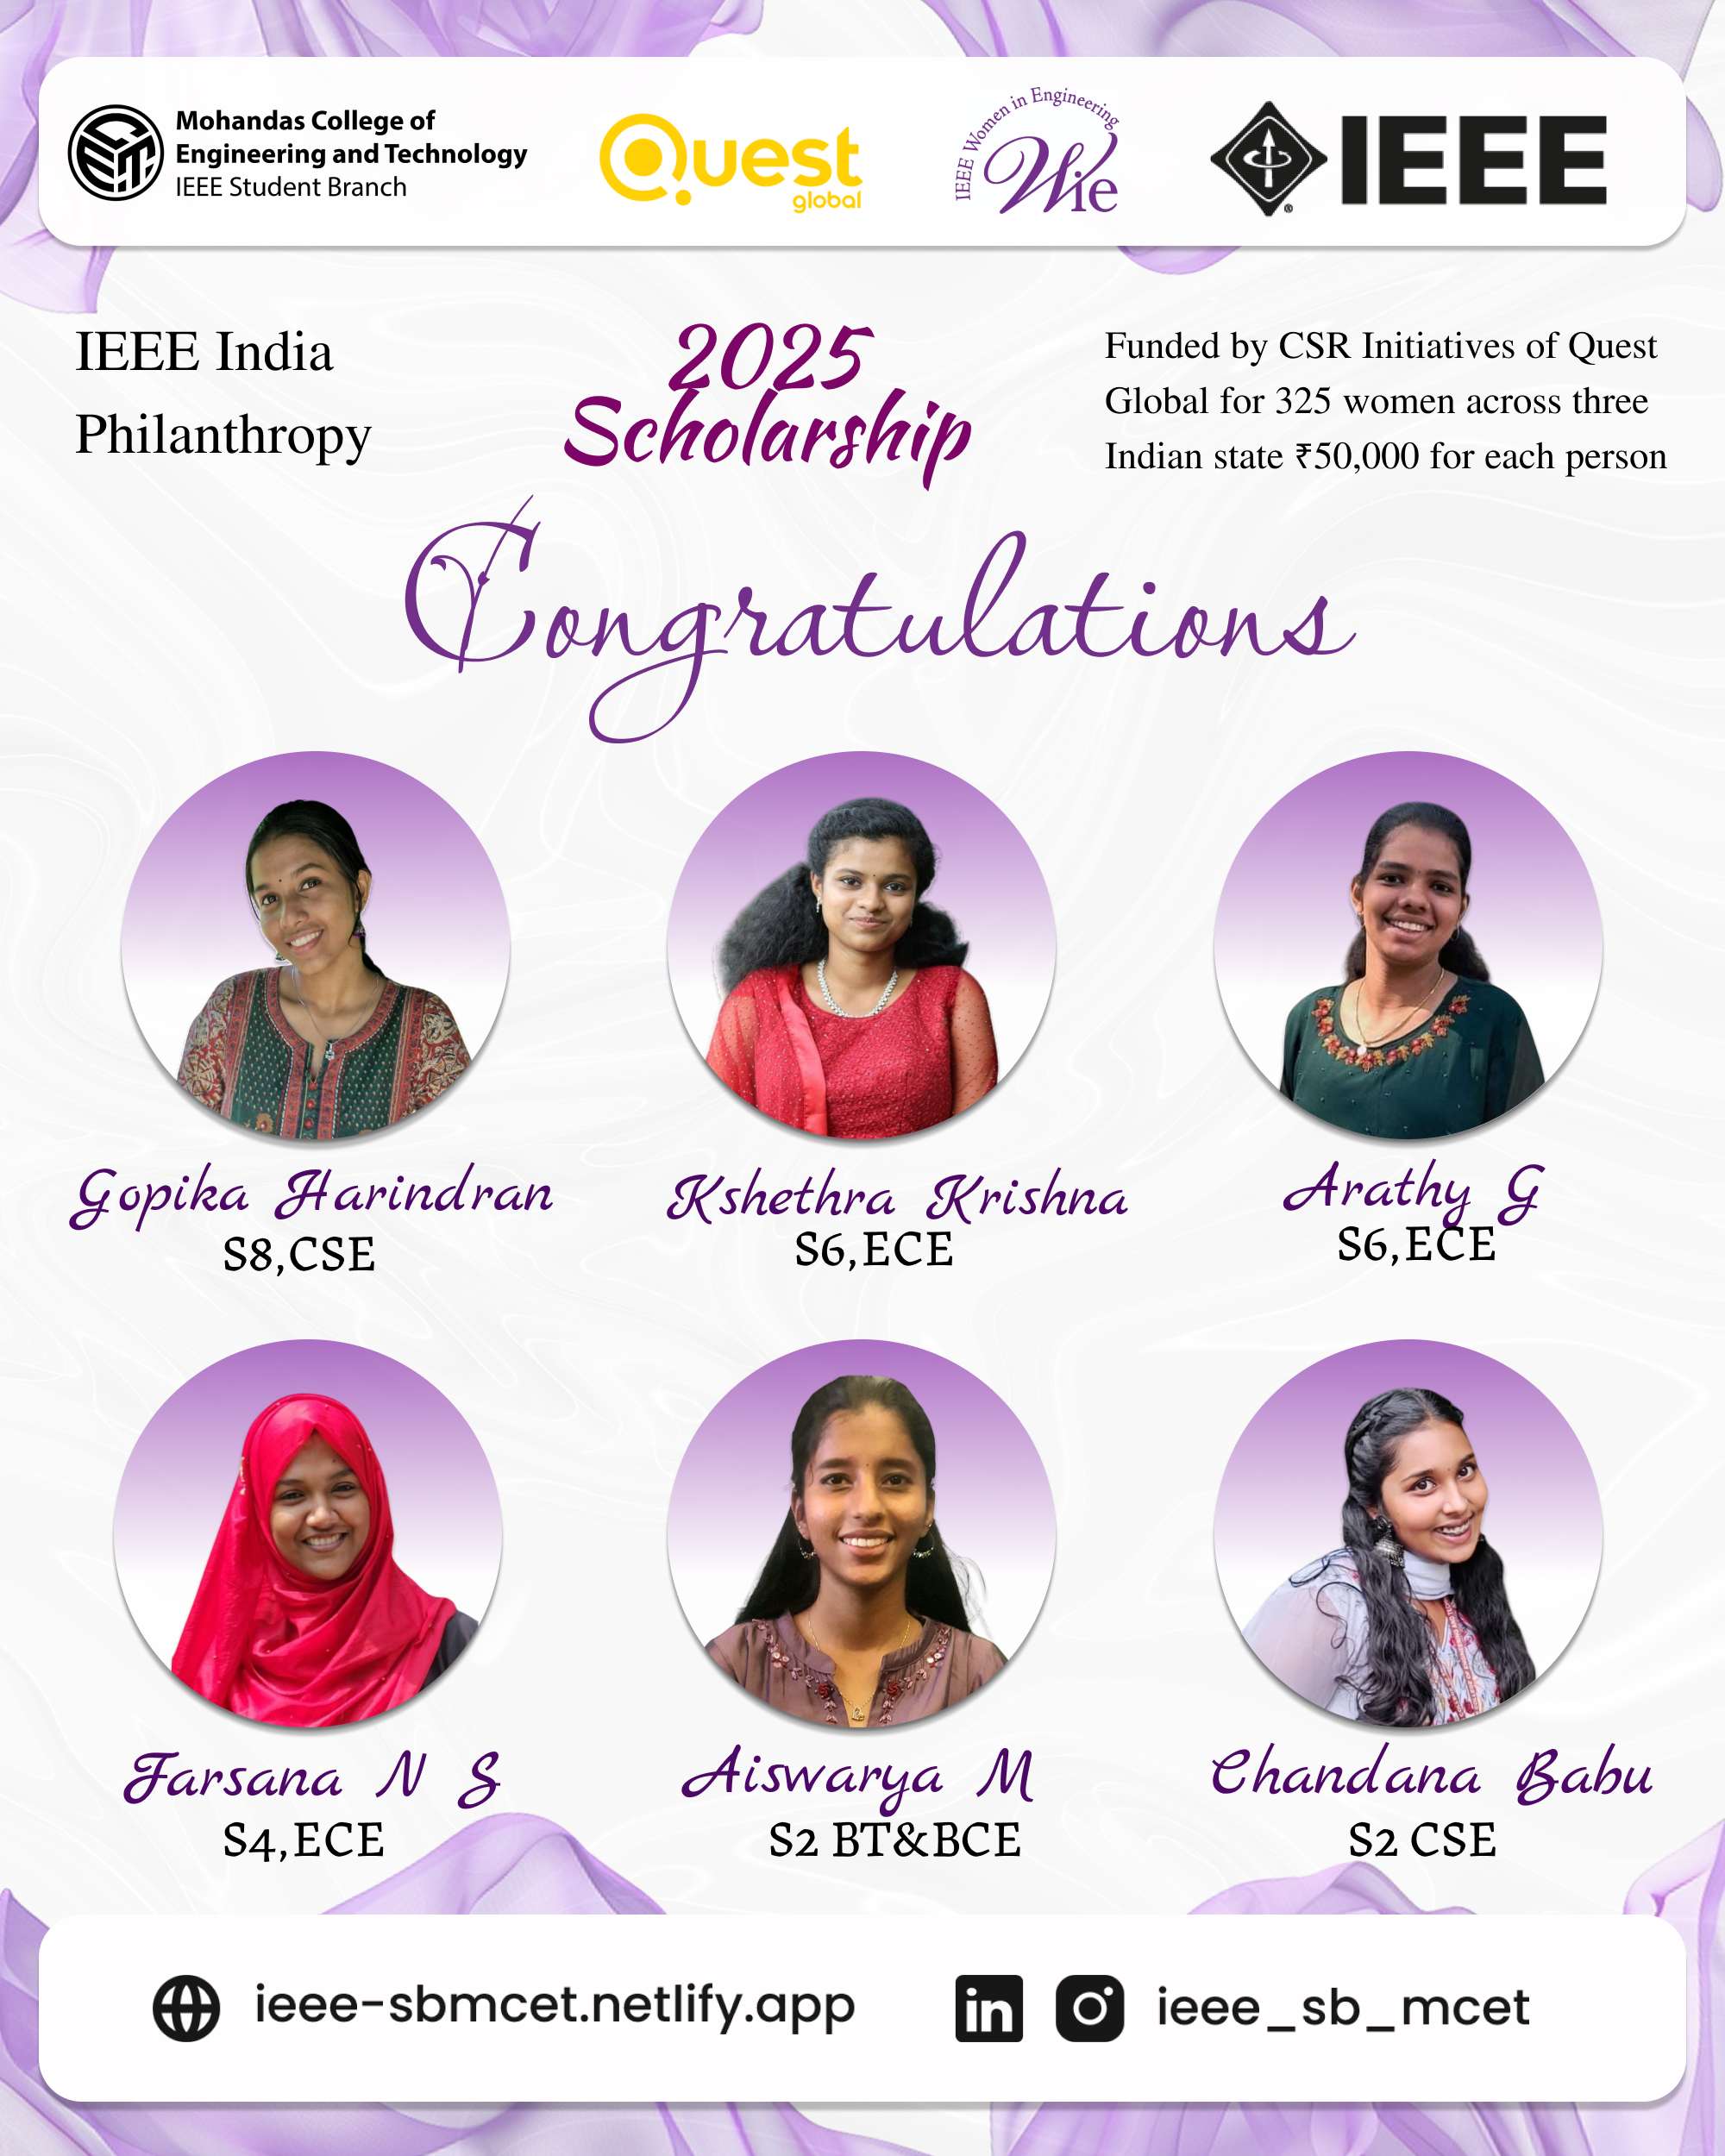 Mohandas College of
Engineering and Technology
IEEE Student Branch
Quest
global
IEEE Women in Engineering
Wie
IEEE
IEEE India
Philanthropy
2025
Scholarship
Funded by CSR Initiatives of Quest
Global for 325 women across three
Indian state ₹50,000 for each person
Congratulations
Gopika Harindran
S8,CSE
Kshethra Krishna
S6,ECE
Arathy G
S6,ECE
Farsana N S
S4,ECE
Aiswarya M
S2 BT&BCE
Chandana Babu
S2 CSE
ieee-sbmcet.netlify.app
in
ieee_sb_mcet